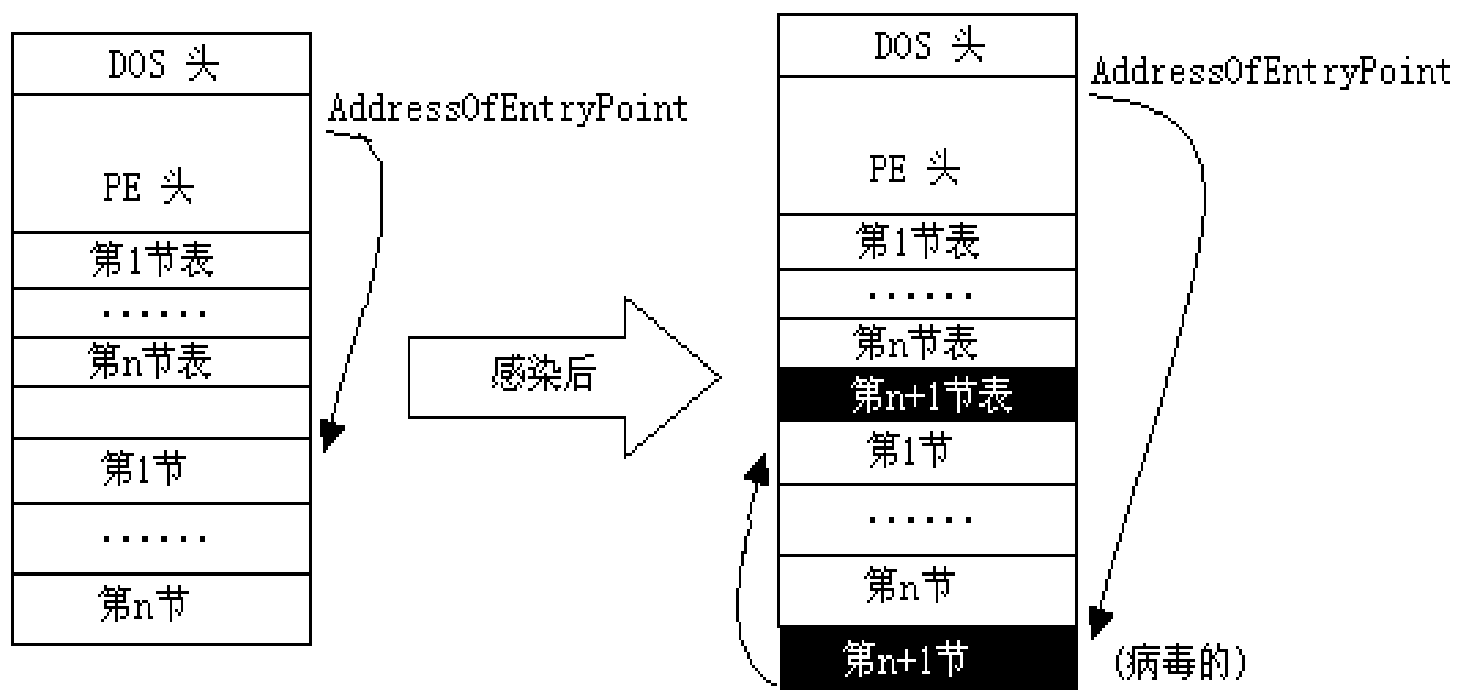 DOS 头
AddressOfEntryPoint
PE 头
第1节表
······
第n节表
第1节
······
第n节
感染后
DOS 头
AddressOfEntryPoint
PE 头
第1节表
······
第n节表
第n+1节表
第1节
······
第n节
第n+1节
(病毒的)